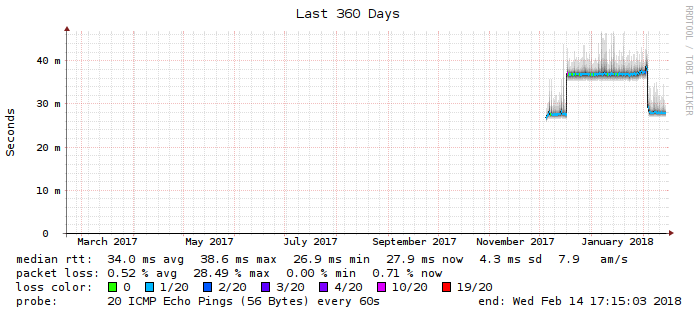 Last 360 Days
RRDTOOL / TOBI OETIKER
Seconds
40 m
30 m
20 m
10 m
0
March 2017 May 2017 July 2017 September 2017 November 2017 January 2018
median rtt: 34.0 ms avg 38.6 ms max 26.9 ms min 27.9 ms now 4.3 ms sd 7.9 am/s
packet loss: 0.52 % avg 28.49 % max 0.00 % min 0.71 % now
loss color: 0 1/20 2/20 3/20 4/20 10/20 19/20
probe: 20 ICMP Echo Pings (56 Bytes) every 60s end: Wed Feb 14 17:15:03 2018